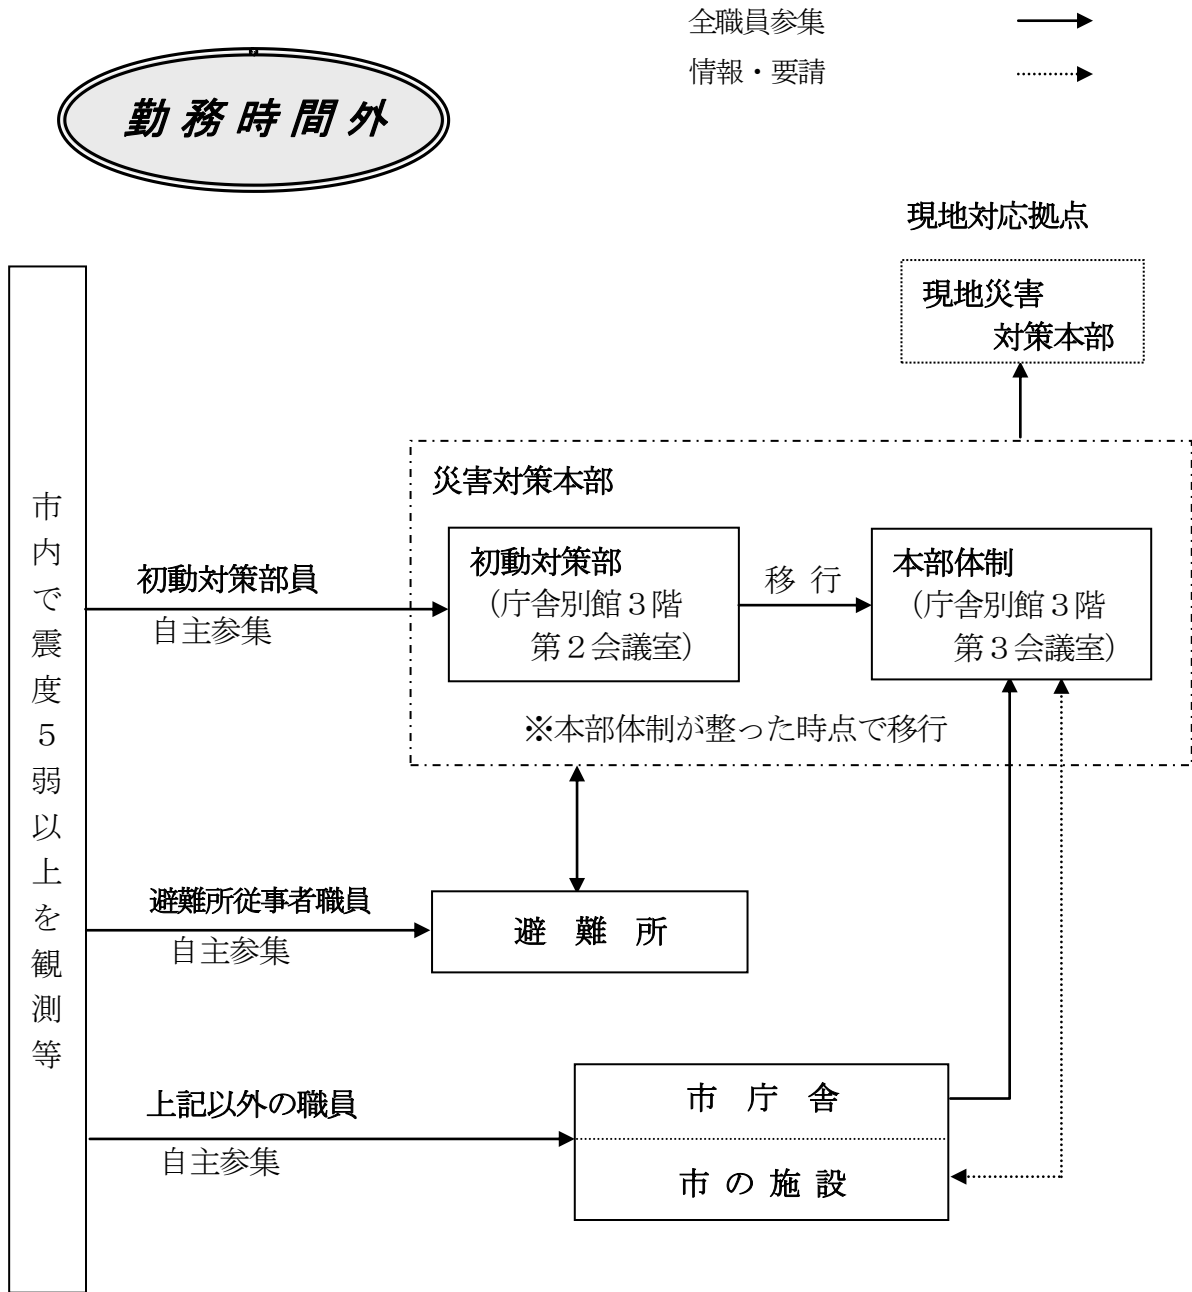 全職員参集
情報・要請
勤務時間外
現地対応拠点
現地災害
対策本部
市内で震度５弱以上を観測等
災害対策本部
初動対策部員
自主参集
初動対策部
（庁舎別館３階
第２会議室）
移 行
本部体制
（庁舎別館３階
第３会議室）
※本部体制が整った時点で移行
避難所従事者職員
自主参集
避 難 所
上記以外の職員
自主参集
市 庁 舎
市 の 施 設